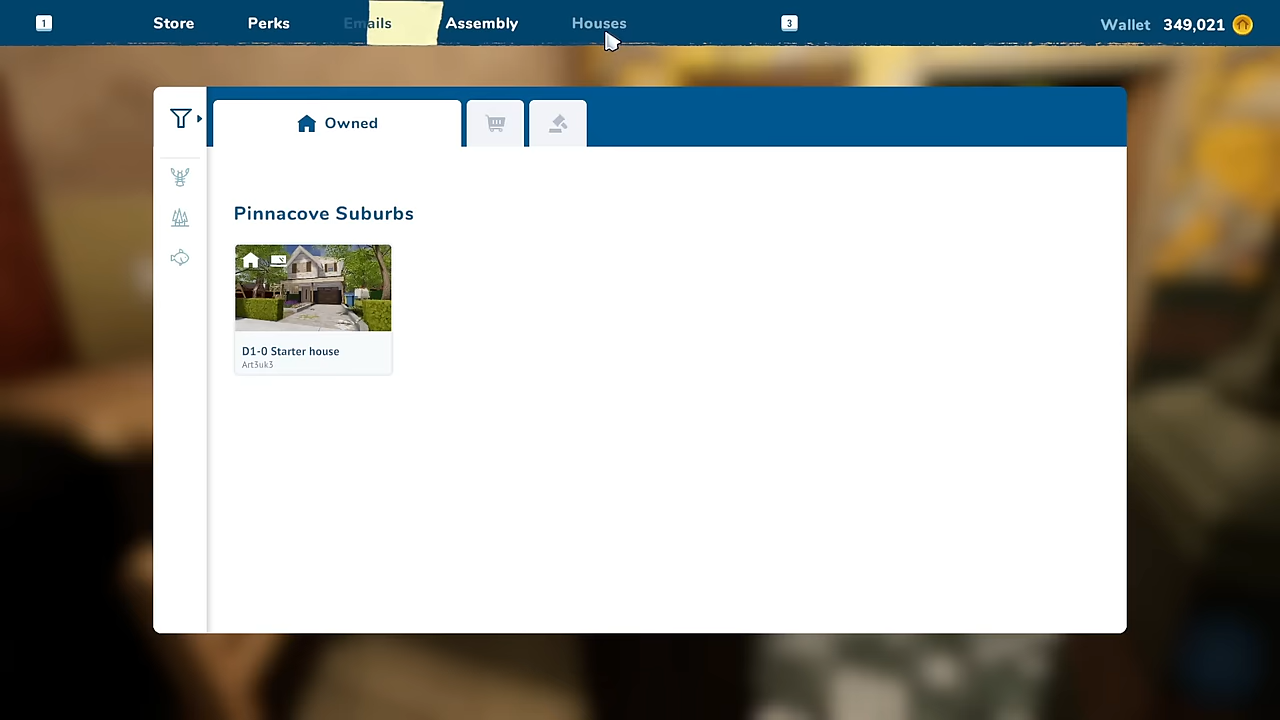 1 Store Perks Emails Assembly Houses 3 Wallet 349,021
Owned
Pinnacove Suburbs
D1-0 Starter house
Art3uk3